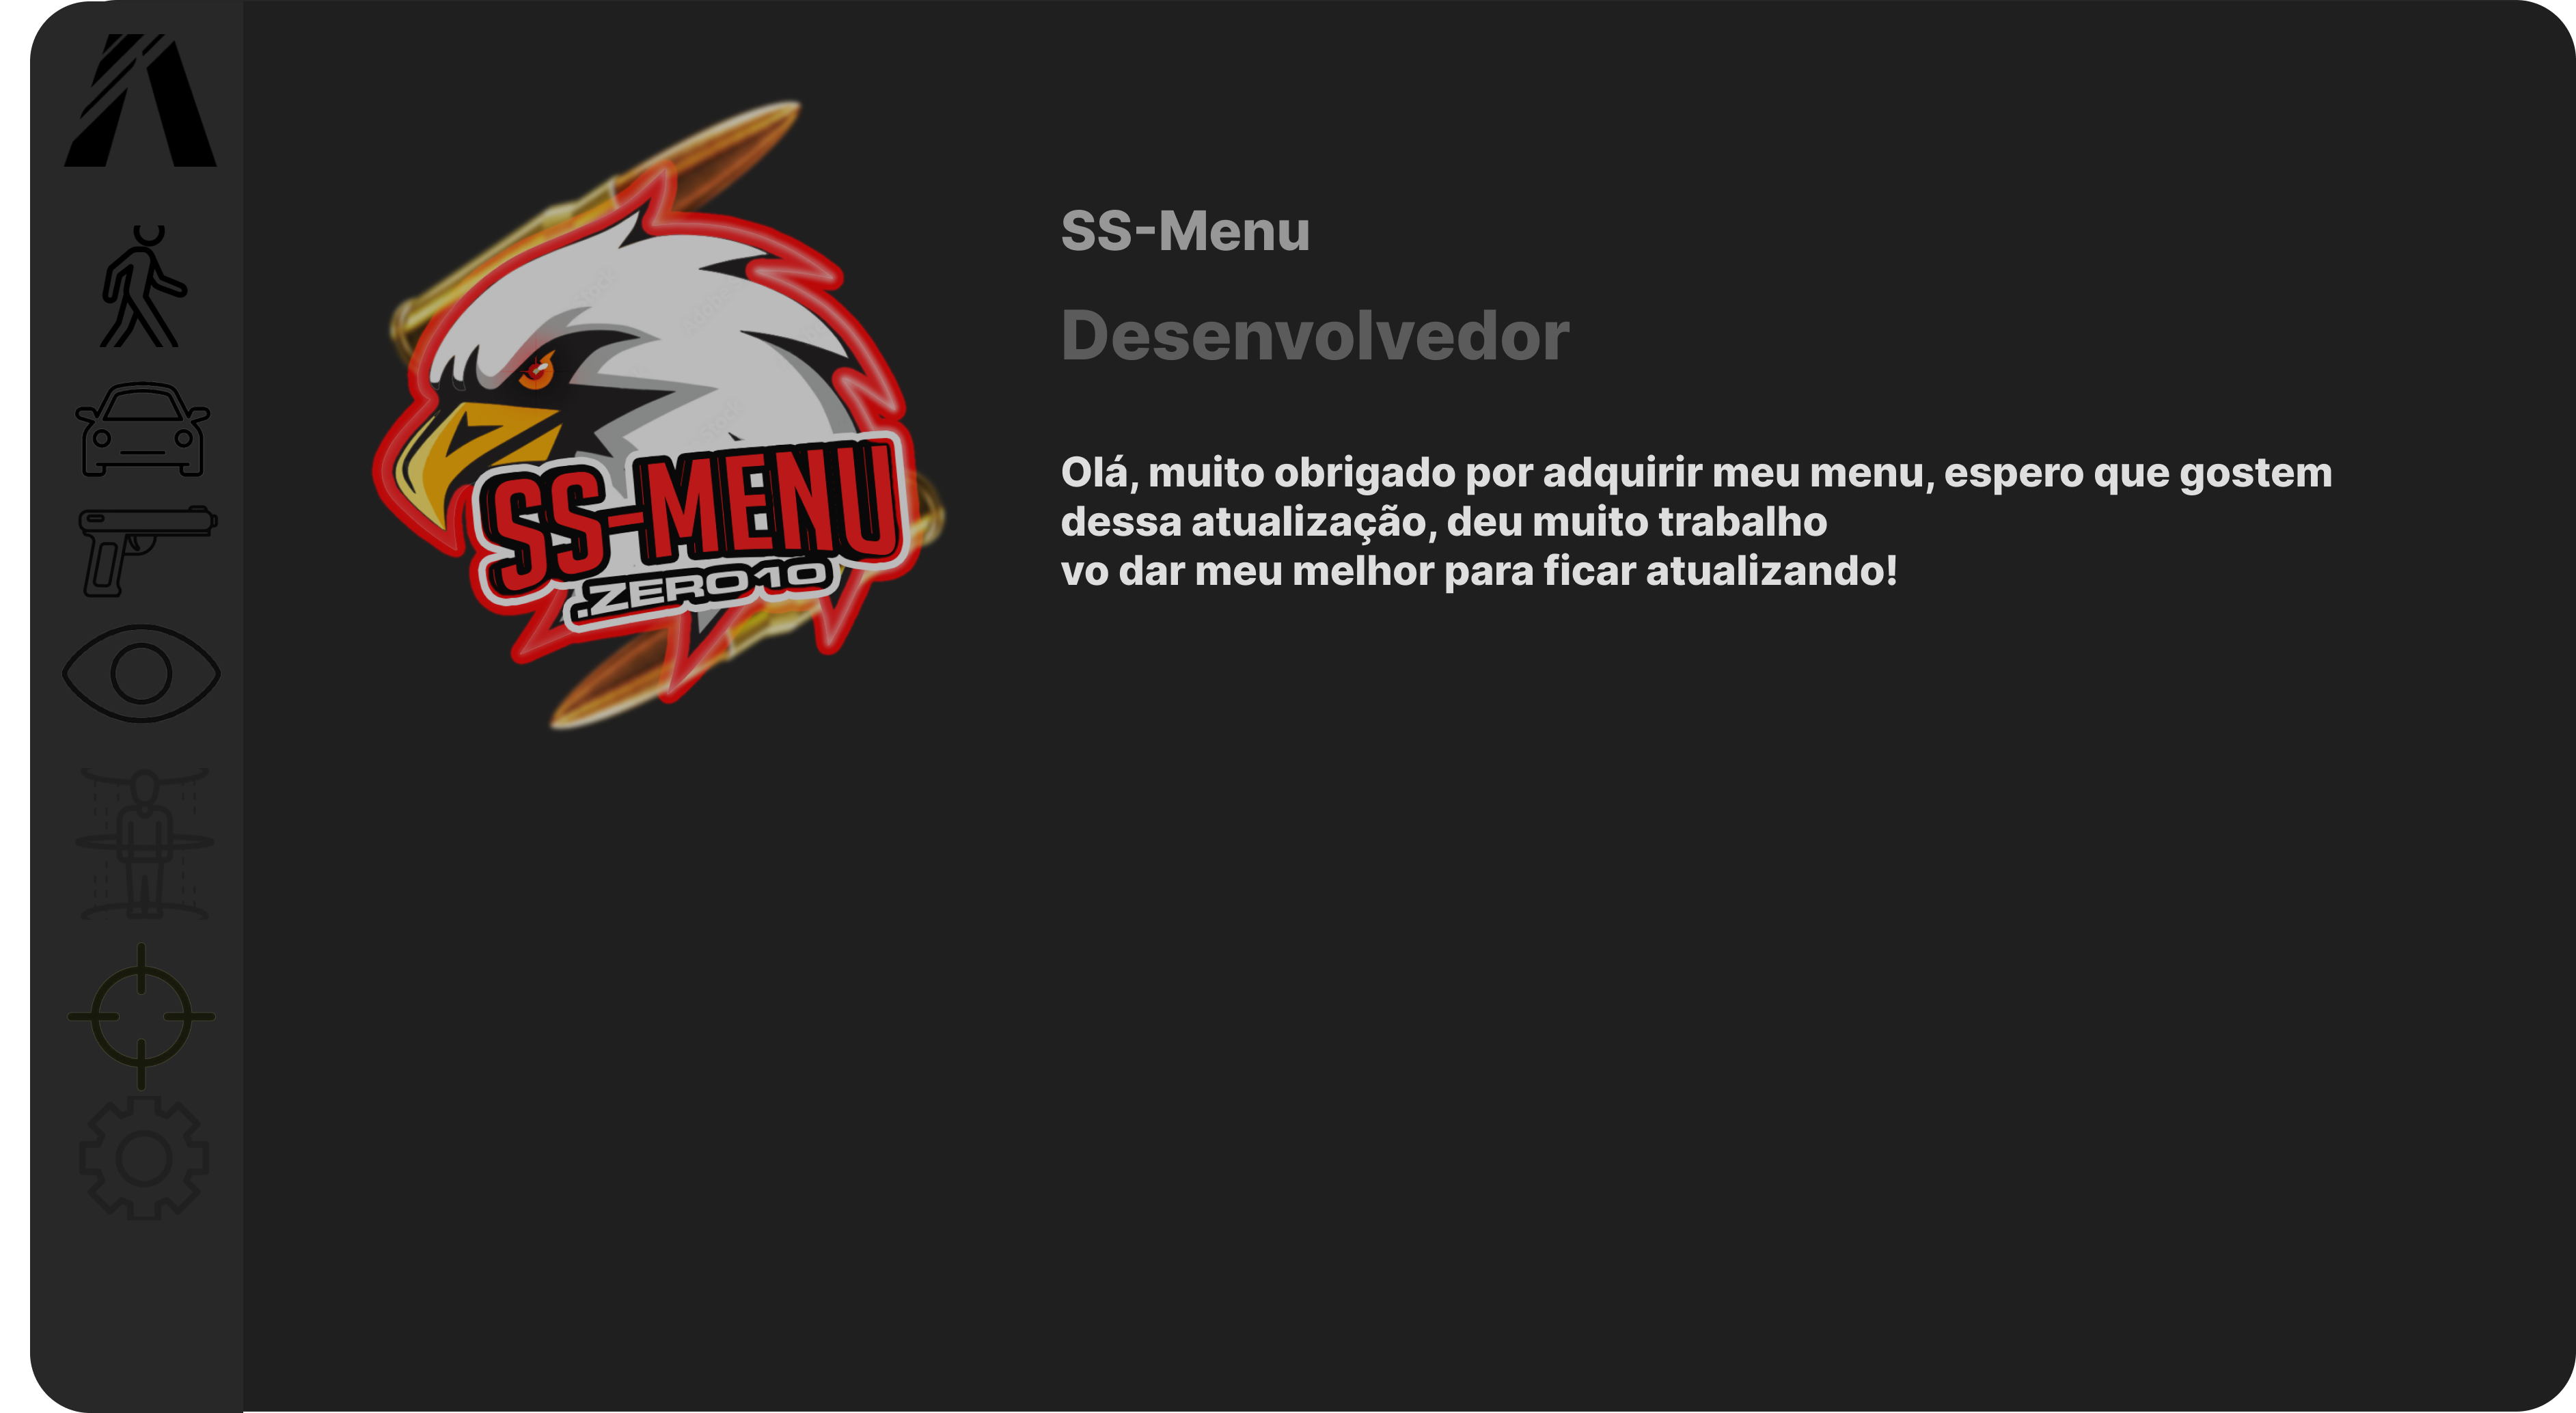 SS-Menu
Desenvolvedor
Olá, muito obrigado por adquirir meu menu, espero que gostem
dessa atualização, deu muito trabalho
vo dar meu melhor para ficar atualizando!
SS-MENU
.ZERO10